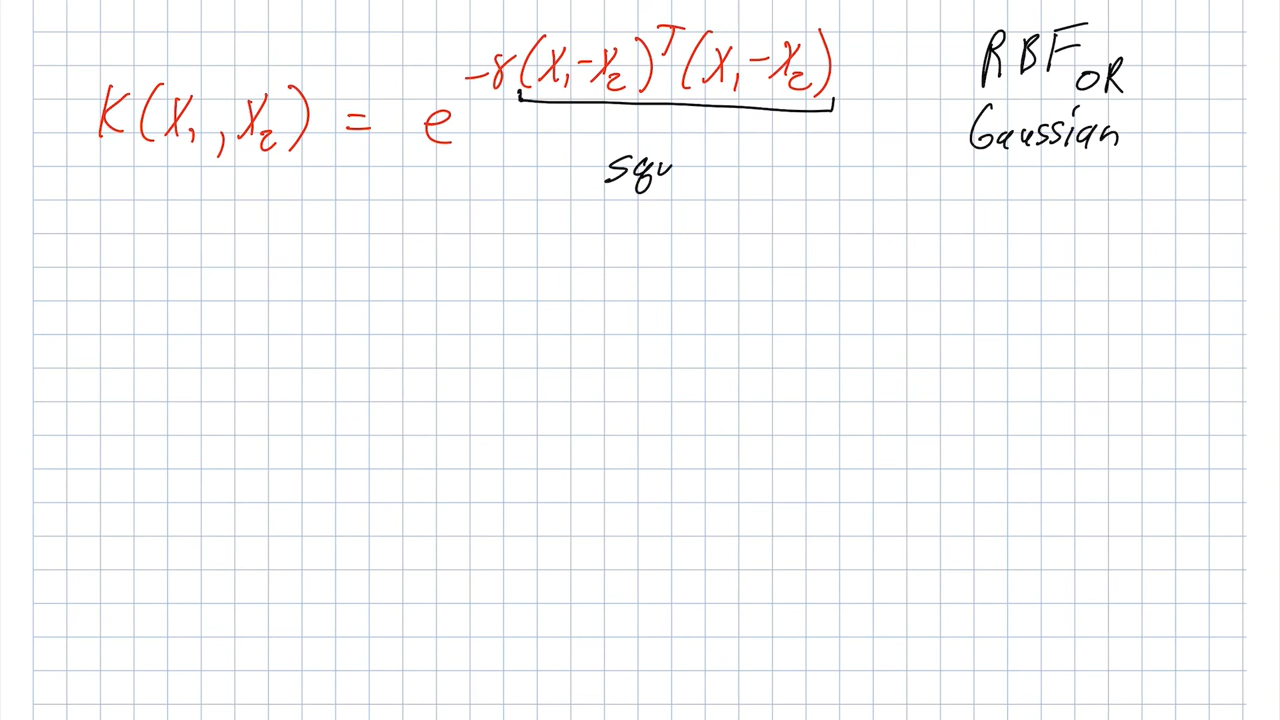 K(X₁, X₂) = e^{-γ(X₁-X₂)ᵀ(X₁-X₂)}
RBF OR
Gaussian
squ